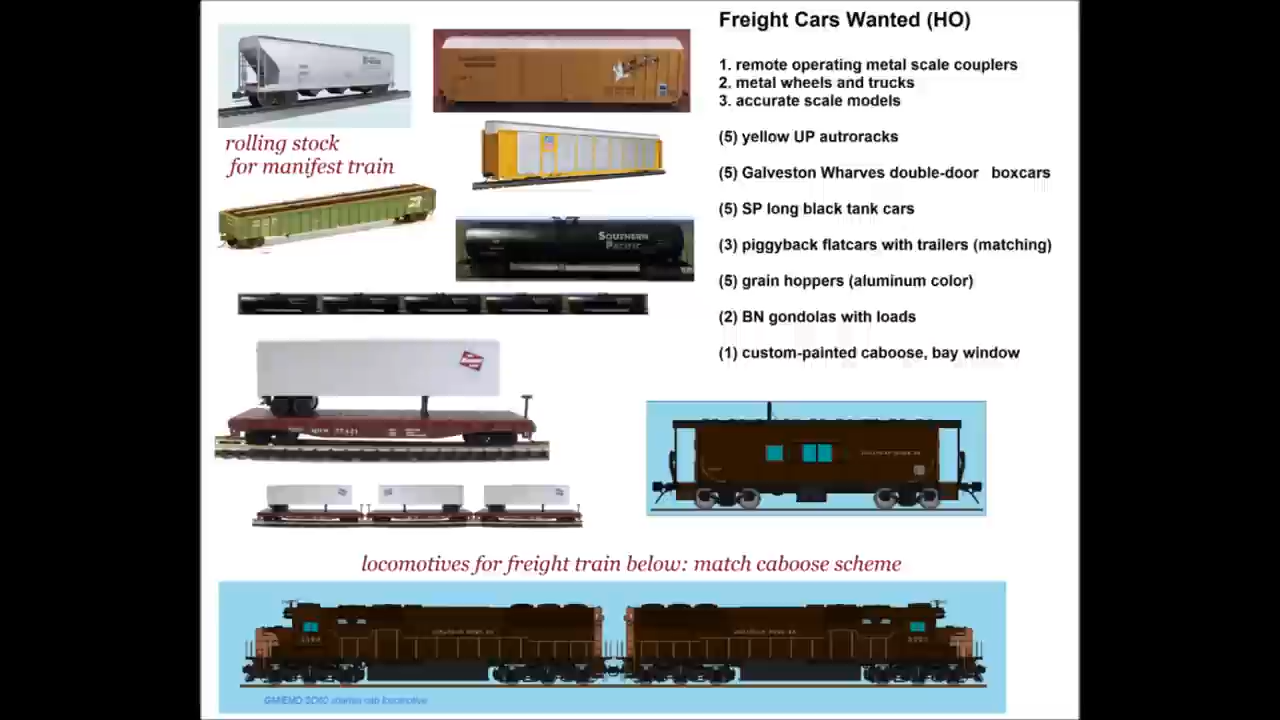 Freight Cars Wanted (HO)
1. remote operating metal scale couplers
2. metal wheels and trucks
3. accurate scale models
(5) yellow UP autroracks
(5) Galveston Wharves double-door boxcars
(5) SP long black tank cars
(3) piggyback flatcars with trailers (matching)
(5) grain hoppers (aluminum color)
(2) BN gondolas with loads
(1) custom-painted caboose, bay window
rolling stock
for manifest train
SOUTHERN
PACIFIC
locomotives for freight train below: match caboose scheme